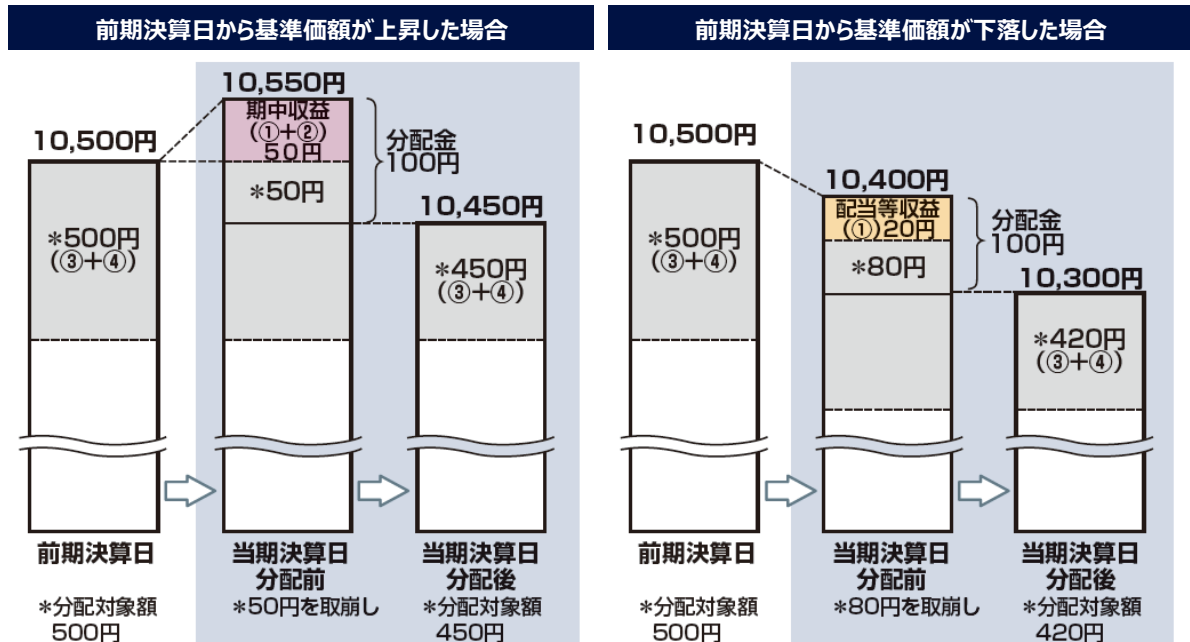 前期決算日から基準価額が上昇した場合
10,500円
*500円
(③+④)
10,550円
期中収益
(①+②)
50円
*50円
分配金
100円
10,450円
*450円
(③+④)
前期決算日
*分配対象額
500円
当期決算日
分配前
*50円を取崩し
当期決算日
分配後
*分配対象額
450円
前期決算日から基準価額が下落した場合
10,500円
*500円
(③+④)
10,400円
配当等収益
(①)20円
*80円
分配金
100円
10,300円
*420円
(③+④)
前期決算日
*分配対象額
500円
当期決算日
分配前
*80円を取崩し
当期決算日
分配後
*分配対象額
420円